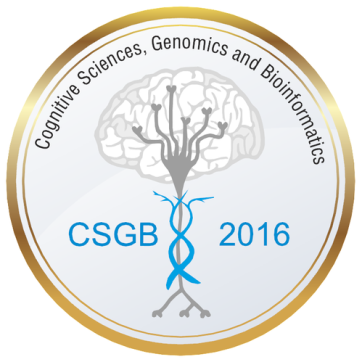 Cognitive Sciences, Genomics and Bioinformatics
CSGB 2016